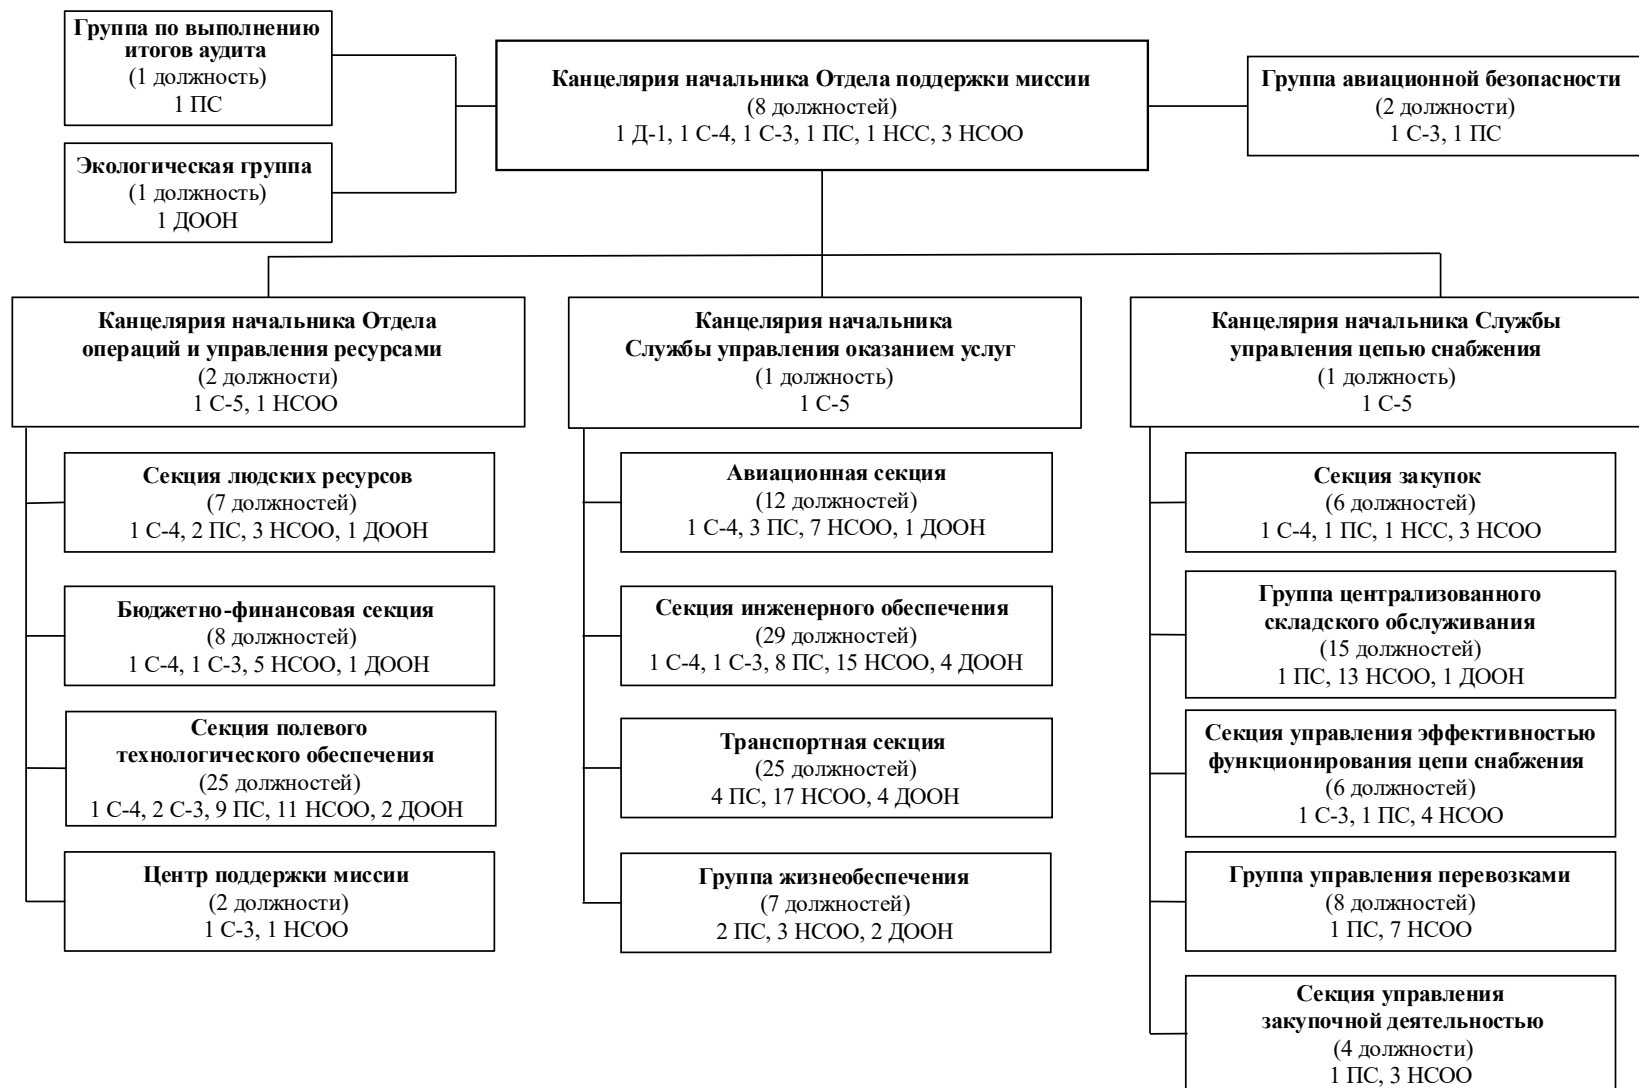 Группа по выполнению
итогов аудита
(1 должность)
1 ПС
Экологическая группа
(1 должность)
1 ДООН
Канцелярия начальника Отдела поддержки миссии
(8 должностей)
1 Д-1, 1 С-4, 1 С-3, 1 ПС, 1 НСС, 3 НСОО
Группа авиационной безопасности
(2 должности)
1 С-3, 1 ПС
Канцелярия начальника Отдела
операций и управления ресурсами
(2 должности)
1 С-5, 1 НСОО
Секция людских ресурсов
(7 должностей)
1 С-4, 2 ПС, 3 НСОО, 1 ДООН
Бюджетно-финансовая секция
(8 должностей)
1 С-4, 1 С-3, 5 НСОО, 1 ДООН
Секция полевого
технологического обеспечения
(25 должностей)
1 С-4, 2 С-3, 9 ПС, 11 НСОО, 2 ДООН
Центр поддержки миссии
(2 должности)
1 С-3, 1 НСОО
Канцелярия начальника
Службы управления оказанием услуг
(1 должность)
1 С-5
Авиационная секция
(12 должностей)
1 С-4, 3 ПС, 7 НСОО, 1 ДООН
Секция инженерного обеспечения
(29 должностей)
1 С-4, 1 С-3, 8 ПС, 15 НСОО, 4 ДООН
Транспортная секция
(25 должностей)
4 ПС, 17 НСОО, 4 ДООН
Группа жизнеобеспечения
(7 должностей)
2 ПС, 3 НСОО, 2 ДООН
Канцелярия начальника Службы
управления цепью снабжения
(1 должность)
1 С-5
Секция закупок
(6 должностей)
1 С-4, 1 ПС, 1 НСС, 3 НСОО
Группа централизованного
складского обслуживания
(15 должностей)
1 ПС, 13 НСОО, 1 ДООН
Секция управления эффективностью
функционирования цепи снабжения
(6 должностей)
1 С-3, 1 ПС, 4 НСОО
Группа управления перевозками
(8 должностей)
1 ПС, 7 НСОО
Секция управления
закупочной деятельностью
(4 должности)
1 ПС, 3 НСОО